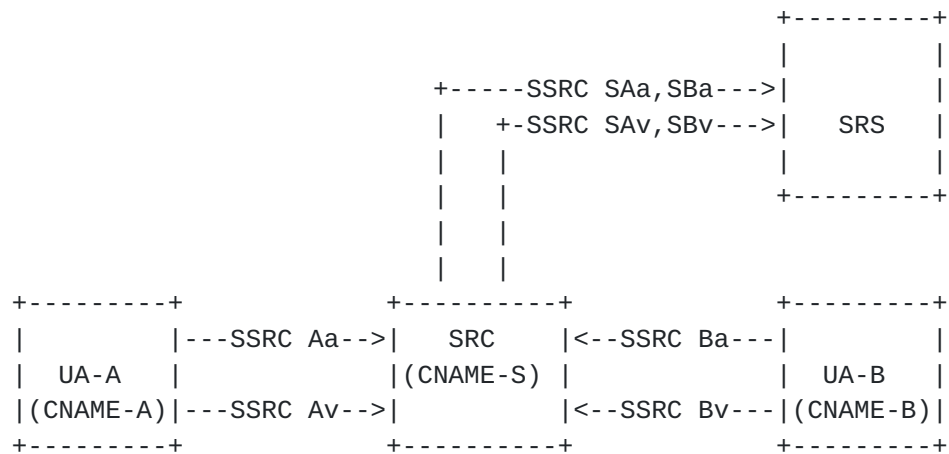 SSRC SAa,SBa--->
SSRC SAv,SBv--->
SRS
---SSRC Aa-->
SRC
<--SSRC Ba---
UA-A
(CNAME-S)
UA-B
(CNAME-A)
---SSRC Av-->
<--SSRC Bv---
(CNAME-B)